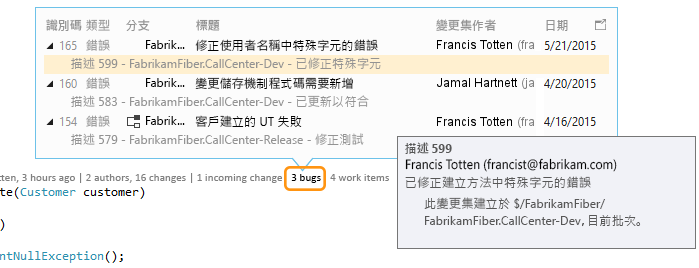 識別碼 類型 分支 標題 變更集作者 日期
165 錯誤 Fabrik... 修正使用者名稱中特殊字元的錯誤 Francis Totten (fra 5/21/2015
描述 599 - FabrikamFiber.CallCenter-Dev - 已修正特殊字元
160 錯誤 Fabrik... 變更儲存機制程式碼需要新增 Jamal Hartnett (ja 4/20/2015
描述 583 - FabrikamFiber.CallCenter-Dev - 已更新以符合
154 錯誤 Fabrik... 客戶建立的 UT 失敗 Francis Totten (fra 4/16/2015
描述 579 - FabrikamFiber.CallCenter-Release - 修正測試
描述 599
Francis Totten (francist@fabrikam.com)
已修正建立方法中特殊字元的錯誤
此變更集建立於 $/FabrikamFiber/
FabrikamFiber.CallCenter-Dev, 目前批次。
tten, 3 hours ago | 2 authors, 16 changes | 1 incoming change 3 bugs 4 work items
te(Customer customer)
)
ntNullException();